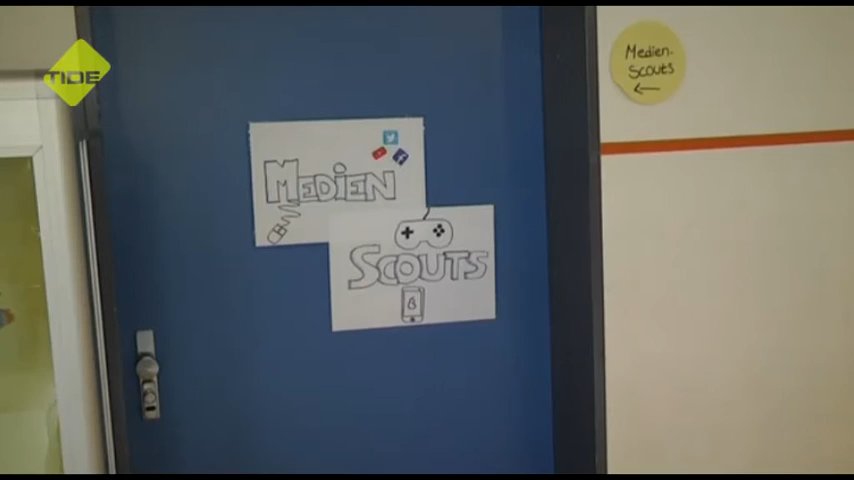 TIDE
MEDIEN
SCOUTS
Medien-
Scouts